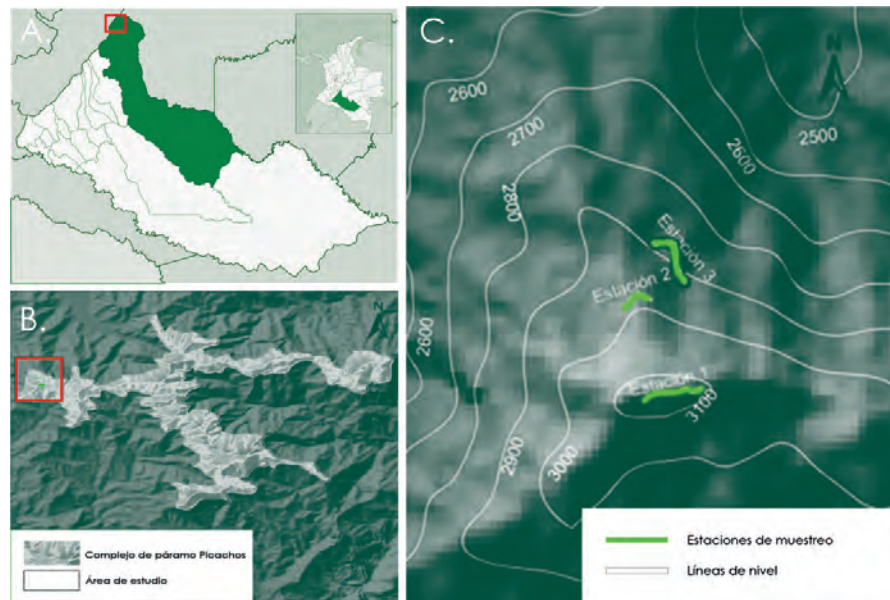 A.
B.
N
Complejo de páramo Picachos
Área de estudio
C.
N
2600
2700
2800
2600
2500
Estación 3
Estación 2
2600
Estación 1
3100
2900
3000
Estaciones de muestreo
Líneas de nivel